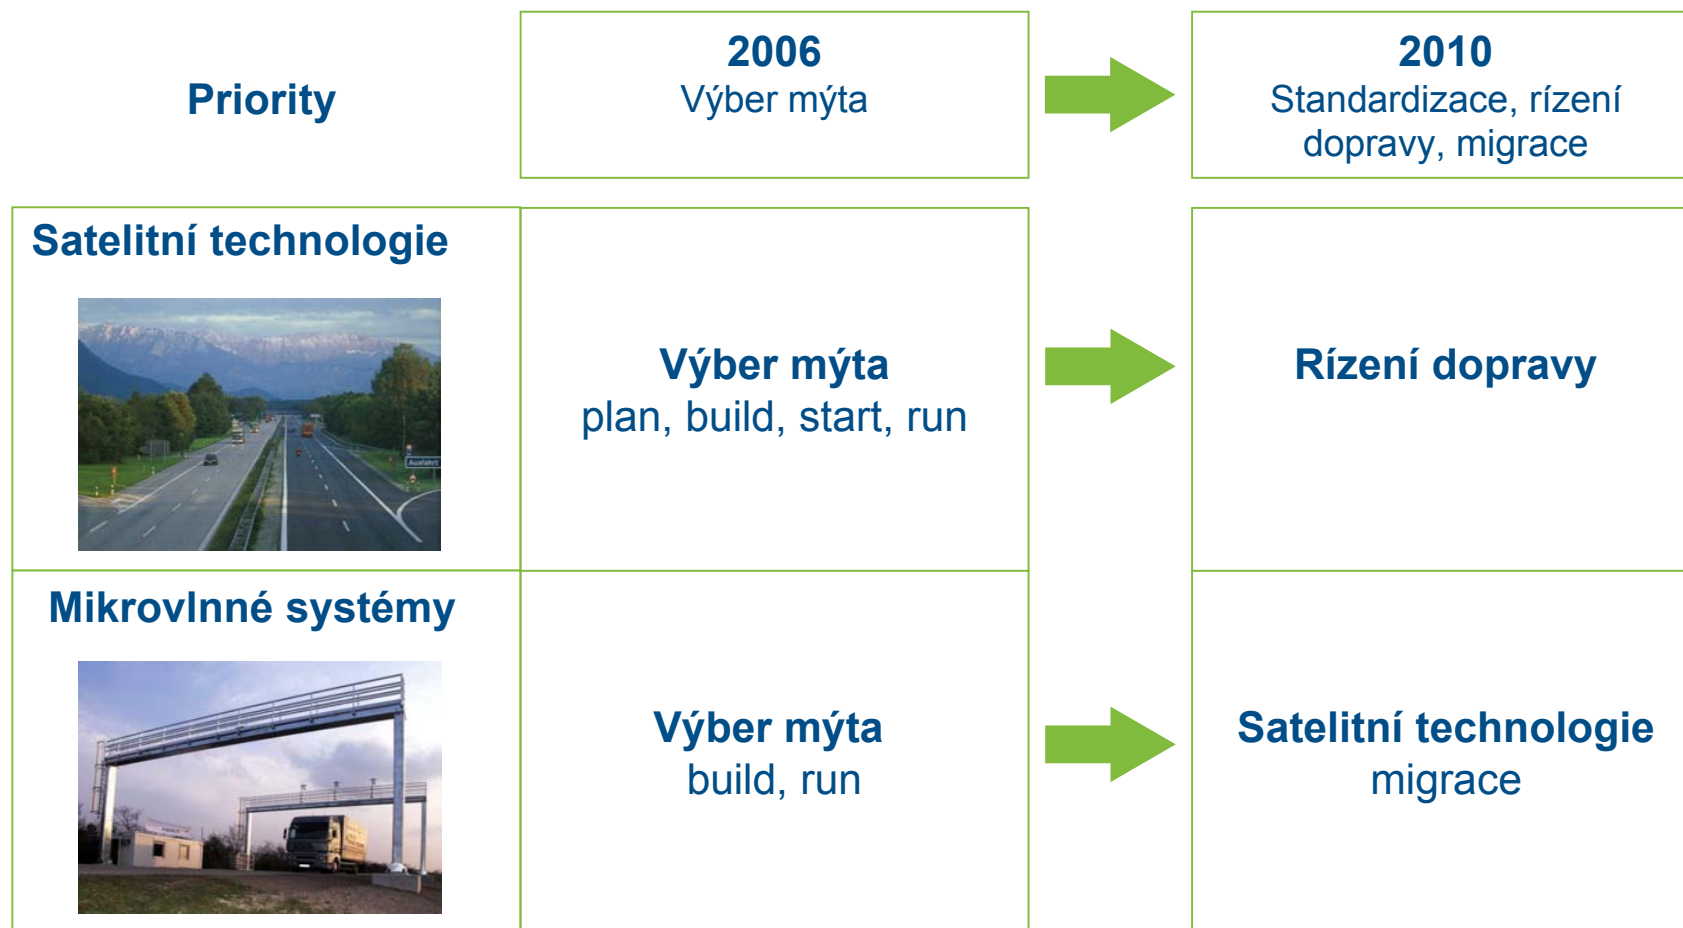 Priority
2006
Výber mýta
2010
Standardizace, rízení
dopravy, migrace
Satelitní technologie
Ausfahrt
Výber mýta
plan, build, start, run
Rízení dopravy
Mikrovlnné systémy
Výber mýta
build, run
Satelitní technologie
migrace